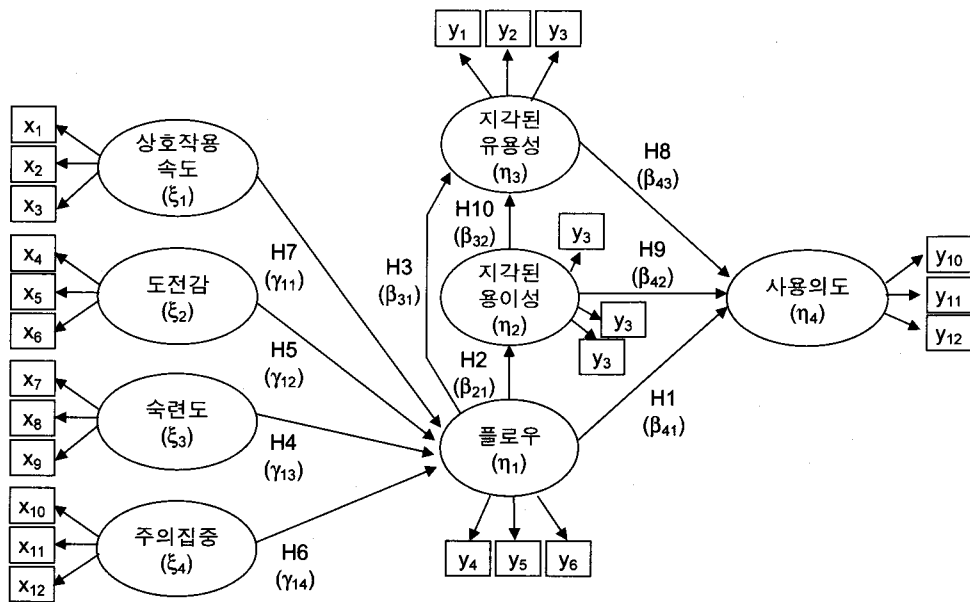 y₁ y₂ y₃
지각된
유용성
(η₃)
x₁
x₂
x₃
상호작용
속도
(ξ₁)
H8
(β₄₃)
H10
(β₃₂)
y₃
x₄
x₅
x₆
도전감
(ξ₂)
H7
(γ₁₁)
H3
(β₃₁)
지각된
용이성
(η₂)
H9
(β₄₂)
y₃
y₃
사용의도
(η₄)
y₁₀
y₁₁
y₁₂
H5
(γ₁₂)
H2
(β₂₁)
H1
(β₄₁)
x₇
x₈
x₉
숙련도
(ξ₃)
H4
(γ₁₃)
플로우
(η₁)
x₁₀
x₁₁
x₁₂
주의집중
(ξ₄)
H6
(γ₁₄)
y₄ y₅ y₆